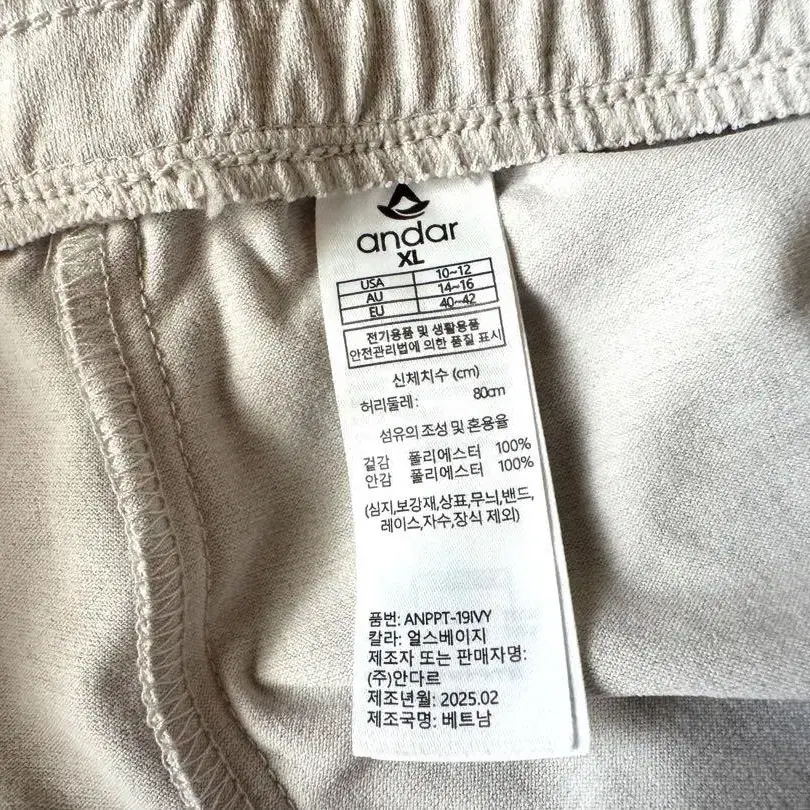 andar
XL
USA 10~12
AU 14~16
EU 40~42
전기용품 및 생활용품
안전관리법에 의한 품질 표시
신체치수 (cm)
허리둘레: 80cm
섬유의 조성 및 혼용율
겉감 폴리에스터 100%
안감 폴리에스터 100%
(심지,보강재,상표,무늬,밴드,
레이스,자수,장식 제외)
품번: ANPPT-19IVY
칼라: 얼스베이지
제조자 또는 판매자명:
(주)안다르
제조년월: 2025.02
제조국명: 베트남